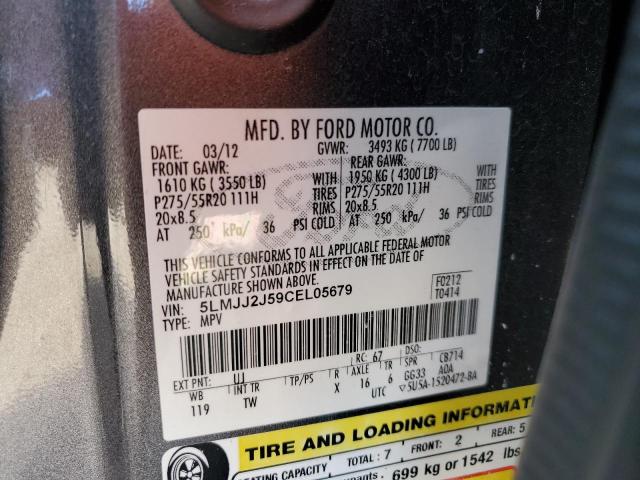 MFD. BY FORD MOTOR CO.
DATE: 03/12 GVWR: 3493 KG ( 7700 LB)
FRONT GAWR: REAR GAWR:
1610 KG ( 3550 LB) 1950 KG ( 4300 LB) WITH
P275/55R20 111H TIRES P275/55R20 111H TIRES
20x8.5 RIMS 20x8.5 RIMS
AT 250 kPa/ 36 PSI COLD AT 250 kPa/ 36 PSI COLD
THIS VEHICLE CONFORMS TO ALL APPLICABLE FEDERAL MOTOR
VEHICLE SAFETY STANDARDS IN EFFECT ON THE DATE OF
MANUFACTURE SHOWN ABOVE.
VIN: 5LMJJ2J59CEL05679 F0212
TYPE: MPV T0414
RC: 67 DSO:
EXT PNT: UJ
WB INT TR TP/PS R AXLE TR SPR CB714
119 TW X 16 6 GG33 AOA
UTC 5U5A-1520472-BA
TIRE AND LOADING INFORMAT
SEATING CAPACITY TOTAL: 7 FRONT: 2 REAR: 5
699 kg or 1542 lbs